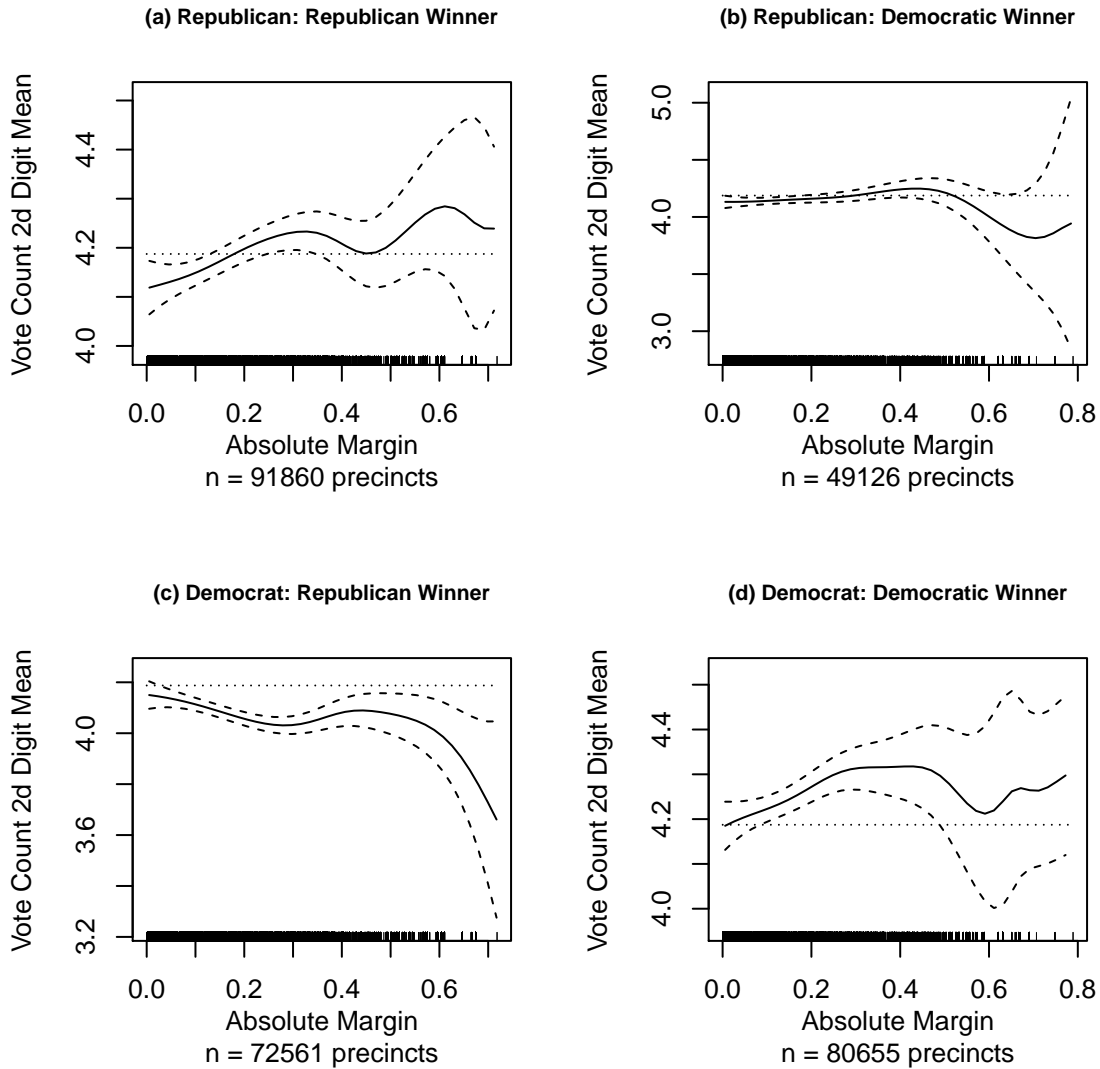 (a) Republican: Republican Winner
Vote Count 2d Digit Mean
4.4
4.2
4.0
0.0 0.2 0.4 0.6
Absolute Margin
n = 91860 precincts
(b) Republican: Democratic Winner
Vote Count 2d Digit Mean
5.0
4.0
3.0
0.0 0.2 0.4 0.6 0.8
Absolute Margin
n = 49126 precincts
(c) Democrat: Republican Winner
Vote Count 2d Digit Mean
4.0
3.6
3.2
0.0 0.2 0.4 0.6
Absolute Margin
n = 72561 precincts
(d) Democrat: Democratic Winner
Vote Count 2d Digit Mean
4.4
4.2
4.0
0.0 0.2 0.4 0.6 0.8
Absolute Margin
n = 80655 precincts